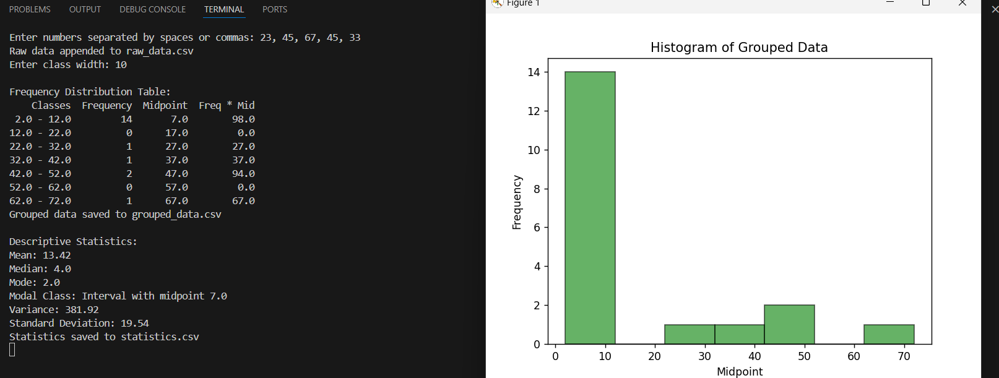 PROBLEMS OUTPUT DEBUG CONSOLE TERMINAL PORTS
Enter numbers separated by spaces or commas: 23, 45, 67, 45, 33
Raw data appended to raw_data.csv
Enter class width: 10
Frequency Distribution Table:
Classes Frequency Midpoint Freq * Mid
2.0 - 12.0 14 7.0 98.0
12.0 - 22.0 0 17.0 0.0
22.0 - 32.0 1 27.0 27.0
32.0 - 42.0 1 37.0 37.0
42.0 - 52.0 2 47.0 94.0
52.0 - 62.0 0 57.0 0.0
62.0 - 72.0 1 67.0 67.0
Grouped data saved to grouped_data.csv
Descriptive Statistics:
Mean: 13.42
Median: 4.0
Mode: 2.0
Modal Class: Interval with midpoint 7.0
Variance: 381.92
Standard Deviation: 19.54
Statistics saved to statistics.csv
Figure 1
Histogram of Grouped Data
Frequency
14
12
10
8
6
4
2
0
0 10 20 30 40 50 60 70
Midpoint